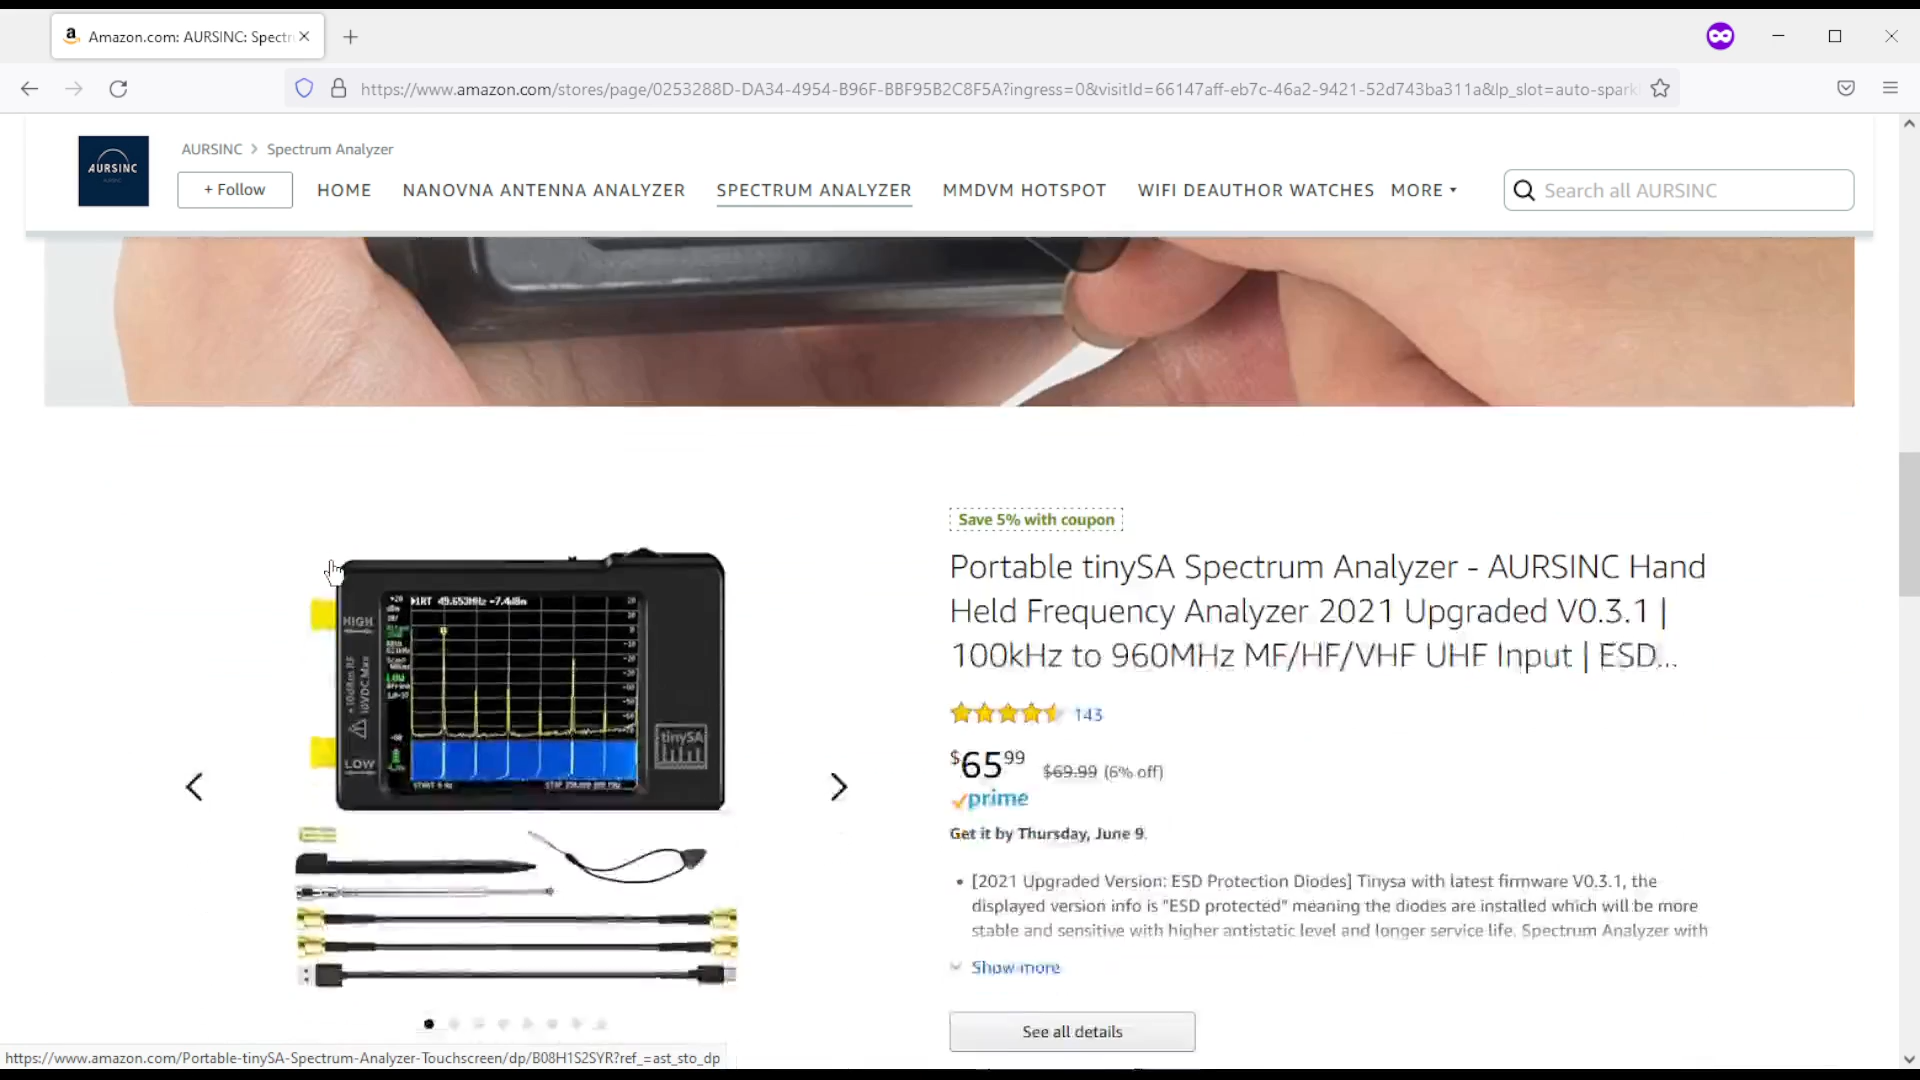 Amazon.com: AURSINC: Spectr
https://www.amazon.com/stores/page/0253288D-DA34-4954-B96F-BBF95B2C8F5A?ingress=0&visitId=66147aff-eb7c-46a2-9421-52d743ba311a&lp_slot=auto-spark
AURSINC
AURSINC > Spectrum Analyzer
+ Follow
HOME
NANOVNA ANTENNA ANALYZER
SPECTRUM ANALYZER
MMDVM HOTSPOT
WIFI DEAUTHOR WATCHES
MORE
Search all AURSINC
HIGH
LOW
tinySA
Save 5% with coupon
Portable tinySA Spectrum Analyzer - AURSINC Hand
Held Frequency Analyzer 2021 Upgraded V0.3.1 |
100kHz to 960MHz MF/HF/VHF UHF Input | ESD...
143
$65.99 $69.99 (6% off)
prime
Get it by Thursday, June 9.
• [2021 Upgraded Version: ESD Protection Diodes] Tinysa with latest firmware V0.3.1, the
displayed version info is "ESD protected" meaning the diodes are installed which will be more
stable and sensitive with higher antistatic level and longer service life. Spectrum Analyzer with
Show more
See all details
https://www.amazon.com/Portable-tinySA-Spectrum-Analyzer-Touchscreen/dp/B08H1S2SYR?ref_=ast_sto_dp